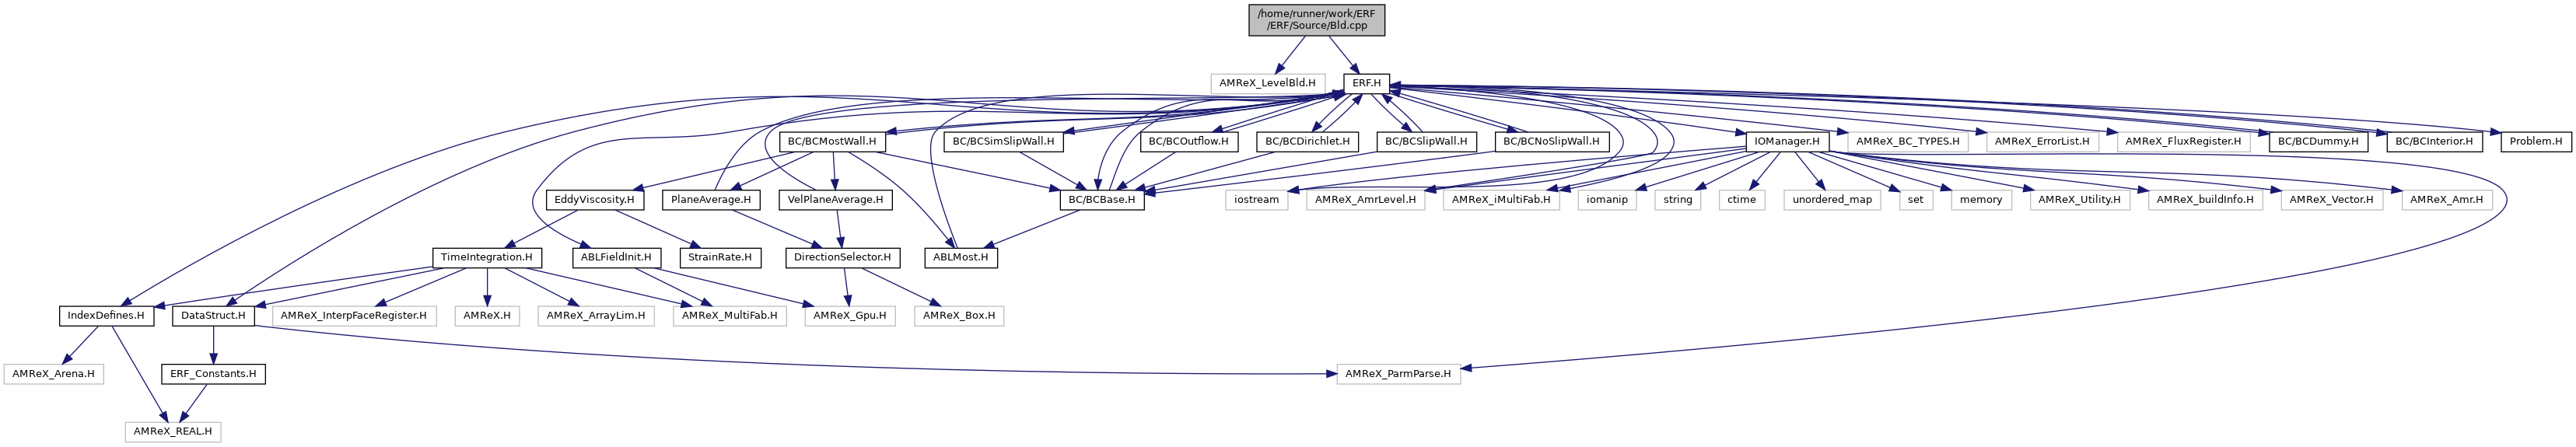 /home/runner/work/ERF
/ERF/Source/Bld.cpp
AMReX_LevelBld.H
ERF.H
BC/BCMostWall.H
BC/BCSimSlipWall.H
BC/BCOutflow.H
BC/BCDirichlet.H
BC/BCSlipWall.H
BC/BCNoSlipWall.H
IOManager.H
AMReX_BC_TYPES.H
AMReX_ErrorList.H
AMReX_FluxRegister.H
BC/BCDummy.H
BC/BCInterior.H
Problem.H
EddyViscosity.H
PlaneAverage.H
VelPlaneAverage.H
BC/BCBase.H
iostream
AMReX_AmrLevel.H
AMReX_iMultiFab.H
iomanip
string
ctime
unordered_map
set
memory
AMReX_Utility.H
AMReX_buildInfo.H
AMReX_Vector.H
AMReX_Amr.H
TimeIntegration.H
ABLFieldInit.H
StrainRate.H
DirectionSelector.H
ABLMost.H
IndexDefines.H
DataStruct.H
AMReX_InterpFaceRegister.H
AMReX.H
AMReX_ArrayLim.H
AMReX_MultiFab.H
AMReX_Gpu.H
AMReX_Box.H
AMReX_Arena.H
ERF_Constants.H
AMReX_ParmParse.H
AMReX_REAL.H